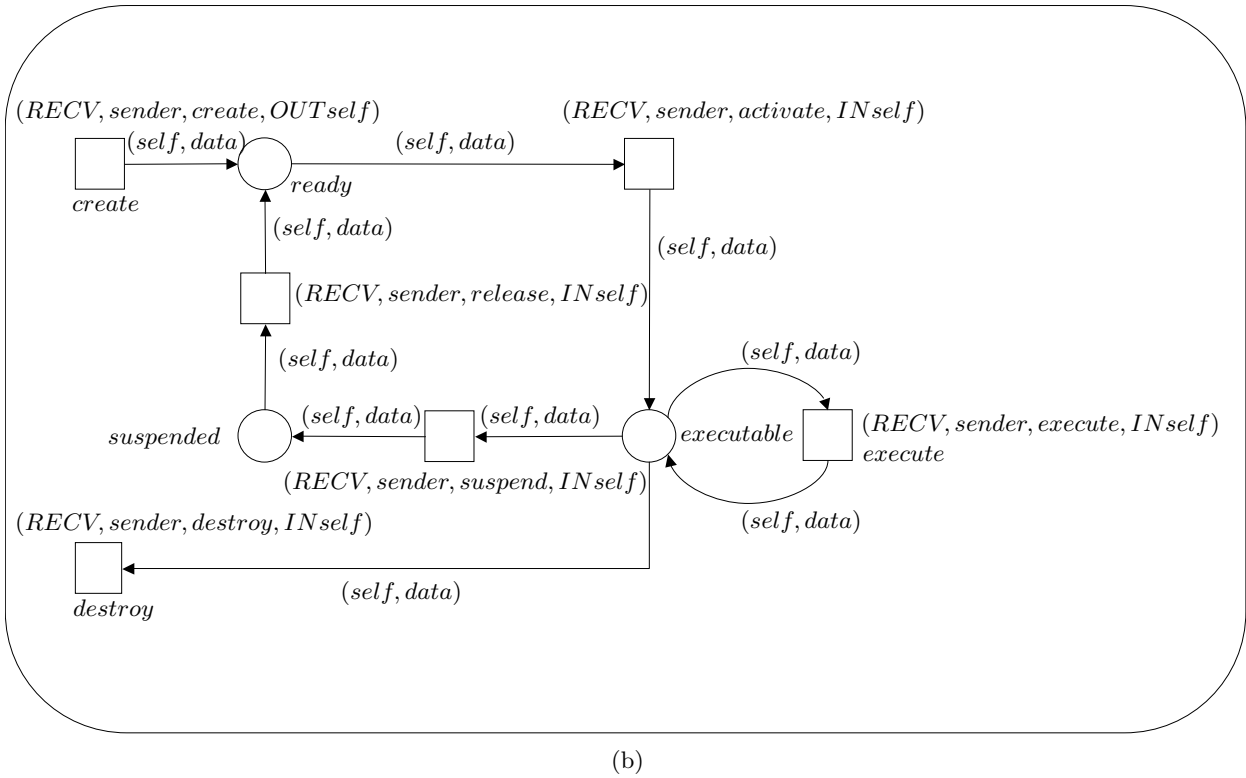 (RECV, sender, create, OUTself)
(RECV, sender, activate, INself)
(self, data)
(self, data)
ready
create
(self, data)
(self, data)
(RECV, sender, release, INself)
(self, data)
(self, data)
(self, data)
(self, data)
suspended
executable
(RECV, sender, execute, INself)
execute
(RECV, sender, suspend, INself)
(RECV, sender, destroy, INself)
(self, data)
(self, data)
destroy
(b)